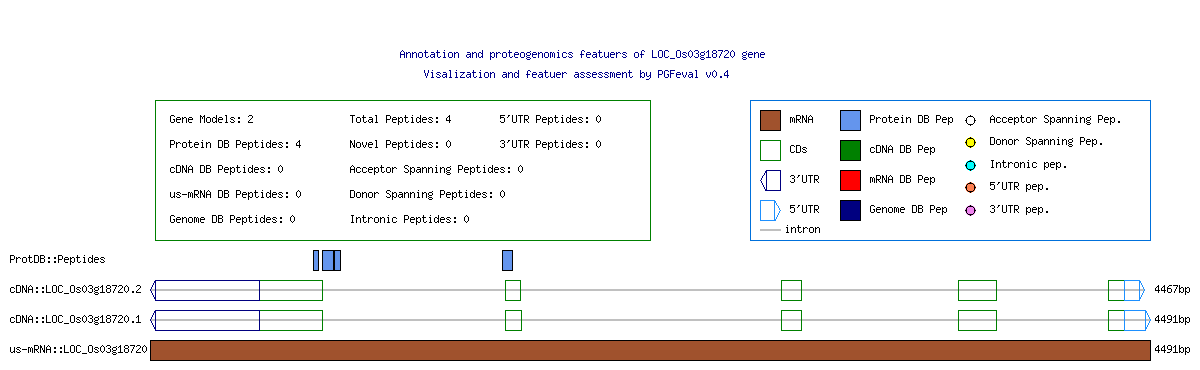 Annotation and proteogenomics featuers of LOC_Os03g18720 gene
Visalization and featuer assessment by PGFeval v0.4
Gene Models: 2 Total Peptides: 4 5'UTR Peptides: 0
Protein DB Peptides: 4 Novel Peptides: 0 3'UTR Peptides: 0
cDNA DB Peptides: 0 Acceptor Spanning Peptides: 0
us-mRNA DB Peptides: 0 Donor Spanning Peptides: 0
Genome DB Peptides: 0 Intronic Peptides: 0
mRNA Protein DB Pep Acceptor Spanning Pep.
CDs cDNA DB Pep Donor Spanning Pep.
3'UTR mRNA DB Pep Intronic pep.
5'UTR Genome DB Pep 5'UTR pep.
intron 3'UTR pep.
ProtDB::Peptides
cDNA::LOC_Os03g18720.2 4467bp
cDNA::LOC_Os03g18720.1 4491bp
us-mRNA::LOC_Os03g18720 4491bp